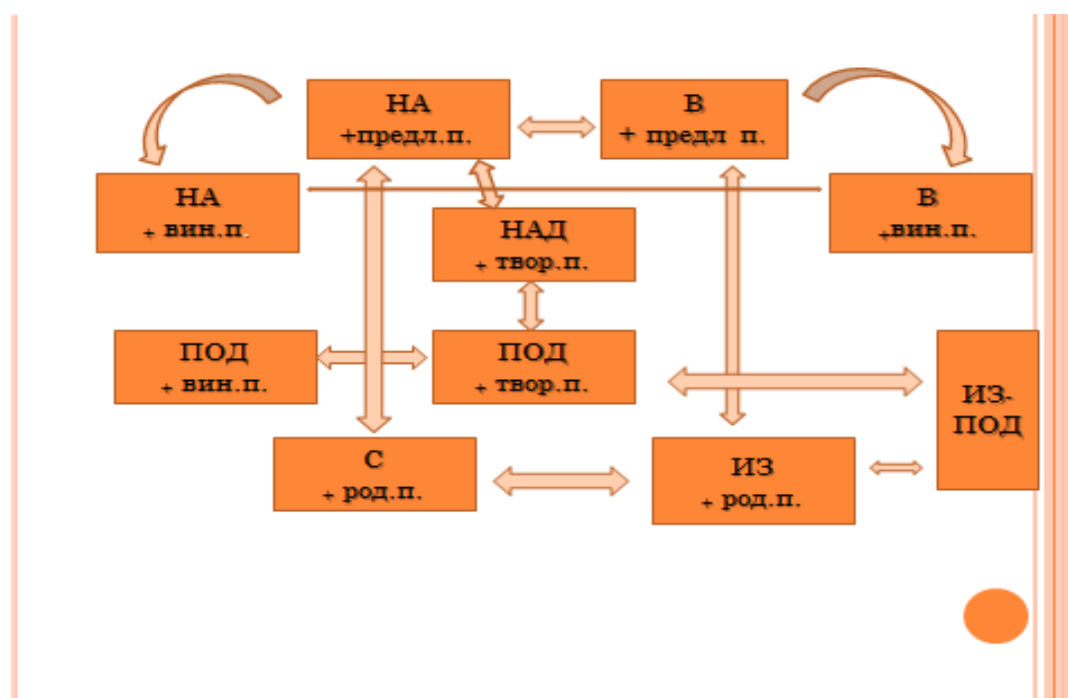 НА
+предл.п.
В
+ предл п.
НА
+ вин.п.
В
+вин.п.
НАД
+ твор.п.
ПОД
+ вин.п.
ПОД
+ твор.п.
ИЗ-
ПОД
С
+ род.п.
ИЗ
+ род.п.